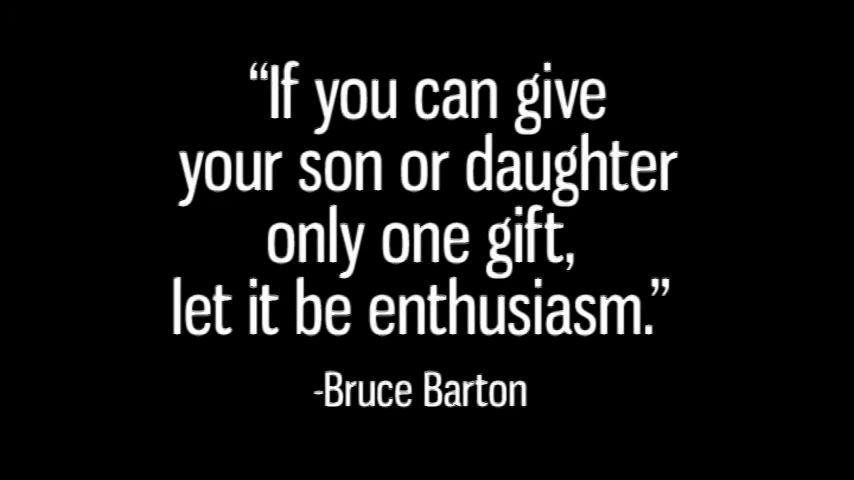 “If you can give
your son or daughter
only one gift,
let it be enthusiasm.”
-Bruce Barton